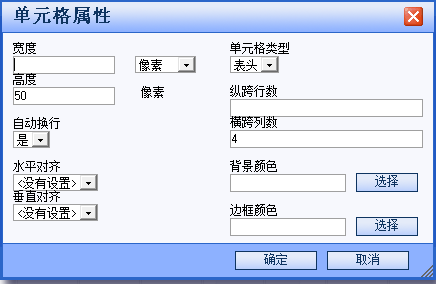 单元格属性
宽度
像素
高度
50
像素
自动换行
是
水平对齐
<没有设置>
垂直对齐
<没有设置>
单元格类型
表头
纵跨行数
横跨列数
4
背景颜色
选择
边框颜色
选择
确定
取消